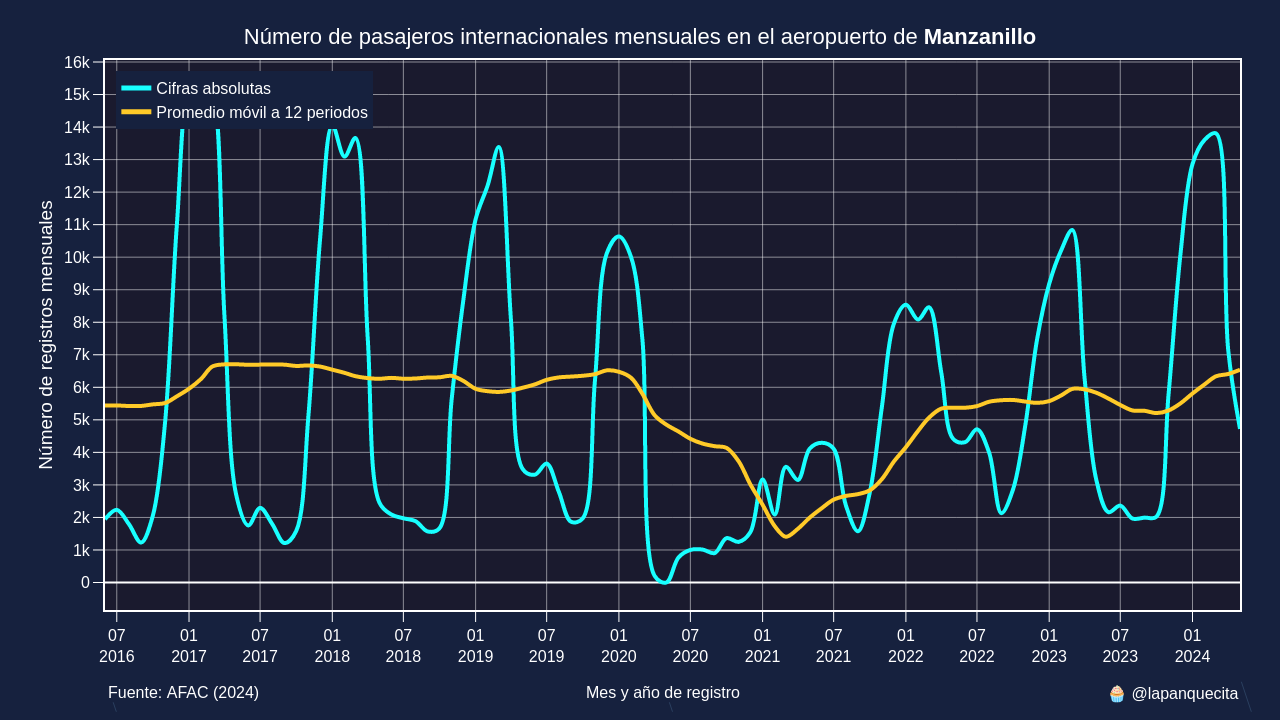 Número de pasajeros internacionales mensuales en el aeropuerto de Manzanillo
Cifras absolutas
Promedio móvil a 12 periodos
Número de registros mensuales
16k
15k
14k
13k
12k
11k
10k
9k
8k
7k
6k
5k
4k
3k
2k
1k
0
07 01 07 01 07 01 07 01 07 01 07 01 07 01 07 01
2016 2017 2017 2018 2018 2019 2019 2020 2020 2021 2021 2022 2022 2023 2023 2024
Fuente: AFAC (2024)
Mes y año de registro
🧁 @lapanquecita